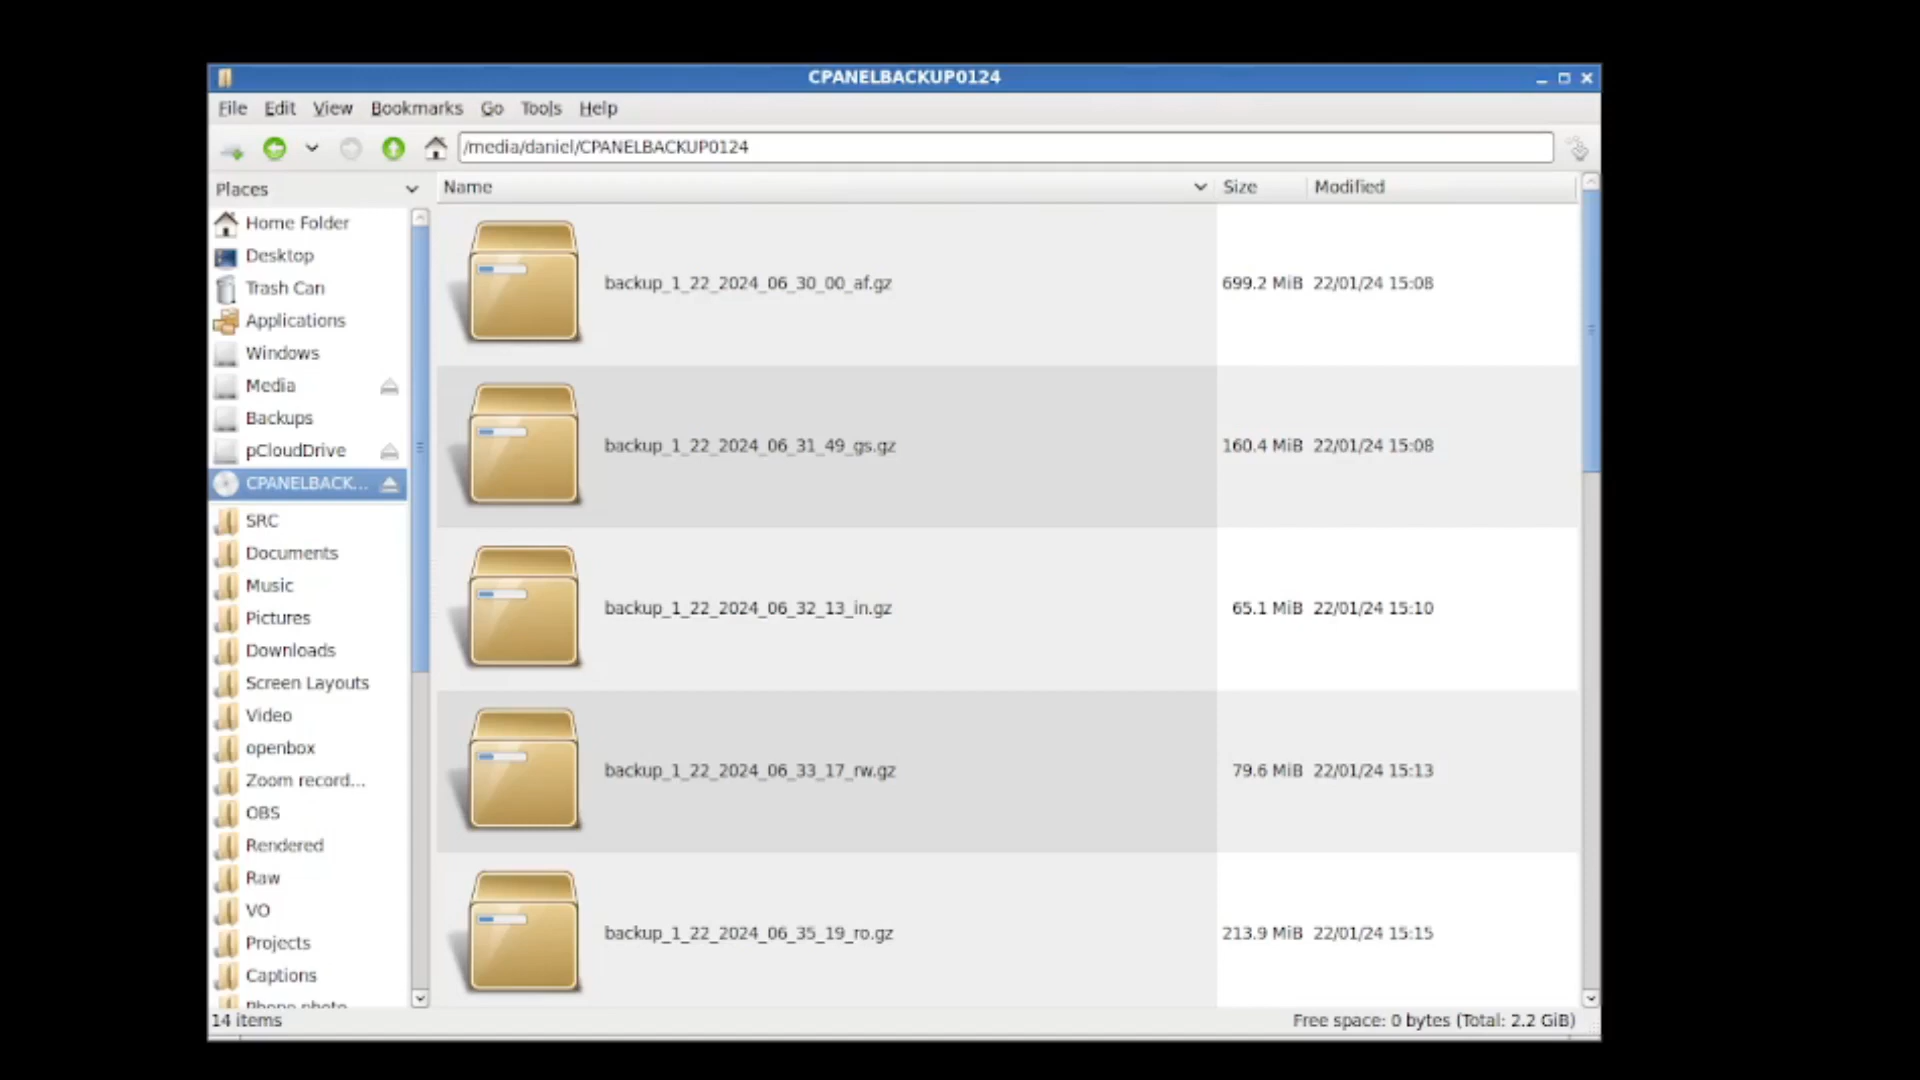 CPANELBACKUP0124
File Edit View Bookmarks Go Tools Help
/media/daniel/CPANELBACKUP0124
Places
Name Size Modified
Home Folder
Desktop
Trash Can
Applications
Windows
Media
Backups
pCloudDrive
CPANELBACK...
SRC
Documents
Music
Pictures
Downloads
Screen Layouts
Video
openbox
Zoom record...
OBS
Rendered
Raw
VO
Projects
Captions
Phone photo
backup_1_22_2024_06_30_00_af.gz 699.2 MiB 22/01/24 15:08
backup_1_22_2024_06_31_49_gs.gz 160.4 MiB 22/01/24 15:08
backup_1_22_2024_06_32_13_in.gz 65.1 MiB 22/01/24 15:10
backup_1_22_2024_06_33_17_rw.gz 79.6 MiB 22/01/24 15:13
backup_1_22_2024_06_35_19_ro.gz 213.9 MiB 22/01/24 15:15
14 items
Free space: 0 bytes (Total: 2.2 GiB)